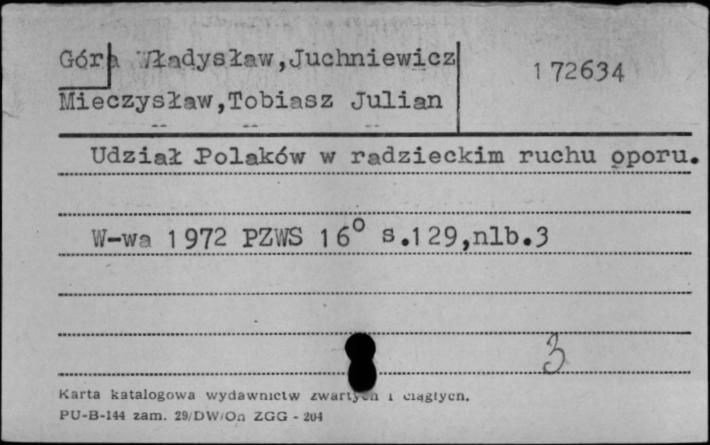 Góra Władysław,Juchniewicz
172634
Mieczysław,Tobiasz Julian
Udział Polaków w radzieckim ruchu oporu.
W-wa 1972 PZWS 16° s.129,nlb.3
3
Karta katalogowa wydawnictw zwartych i ciągłych.
PU-B-144 zam. 29/DW/On ZGG - 204